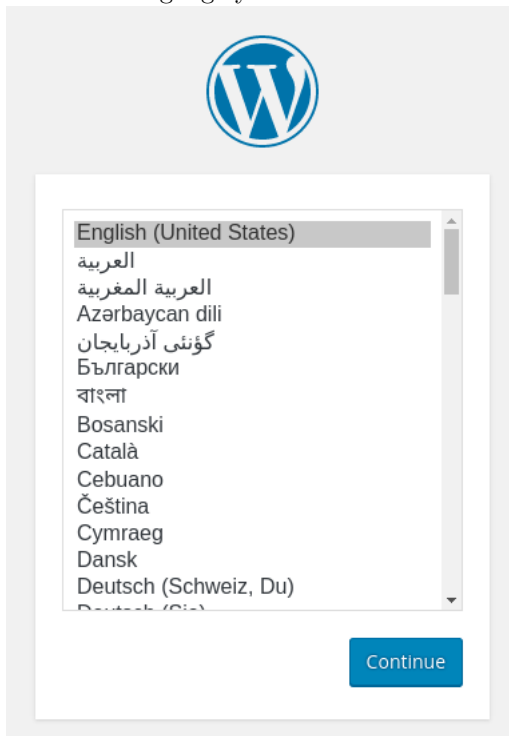 English (United States)
العربية
العربية المغربية
Azərbaycan dili
گؤنئی آذربایجان
Български
বাংলা
Bosanski
Català
Cebuano
Čeština
Cymraeg
Dansk
Deutsch (Schweiz, Du)
Continue